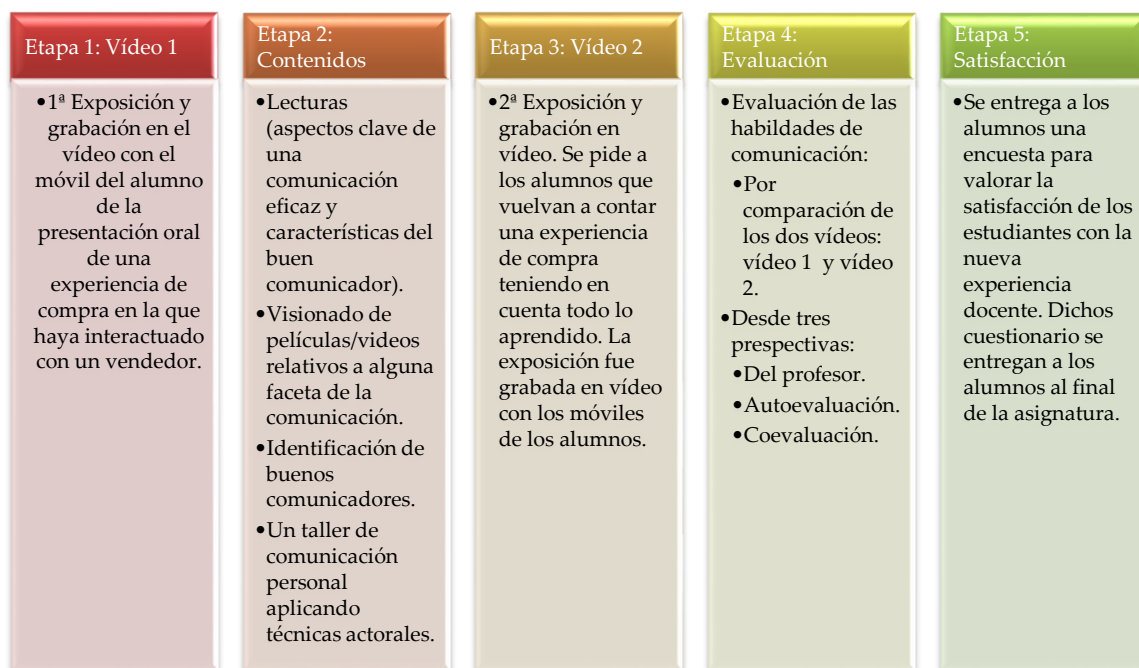 Etapa 1: Vídeo 1
•1ª Exposición y
grabación en el
vídeo con el
móvil del alumno
de la
presentación oral
de una
experiencia de
compra en la que
haya interactuado
con un vendedor.
Etapa 2:
Contenidos
•Lecturas
(aspectos clave de
una
comunicación
eficaz y
características del
buen
comunicador).
•Visionado de
películas/videos
relativos a alguna
faceta de la
comunicación.
•Identificación de
buenos
comunicadores.
•Un taller de
comunicación
personal
aplicando
técnicas actorales.
Etapa 3: Vídeo 2
•2ª Exposición y
grabación en
vídeo. Se pide a
los alumnos que
vuelvan a contar
una experiencia
de compra
teniendo en
cuenta todo lo
aprendido. La
exposición fue
grabada en vídeo
con los móviles
de los alumnos.
Etapa 4:
Evaluación
•Evaluación de las
habildades de
comunicación:
•Por
comparación de
los dos vídeos:
vídeo 1 y vídeo
2.
•Desde tres
prespectivas:
•Del profesor.
•Autoevaluación.
•Coevaluación.
Etapa 5:
Satisfacción
•Se entrega a los
alumnos una
encuesta para
valorar la
satisfacción de los
estudiantes con la
nueva
experiencia
docente. Dichos
cuestionario se
entregan a los
alumnos al final
de la asignatura.